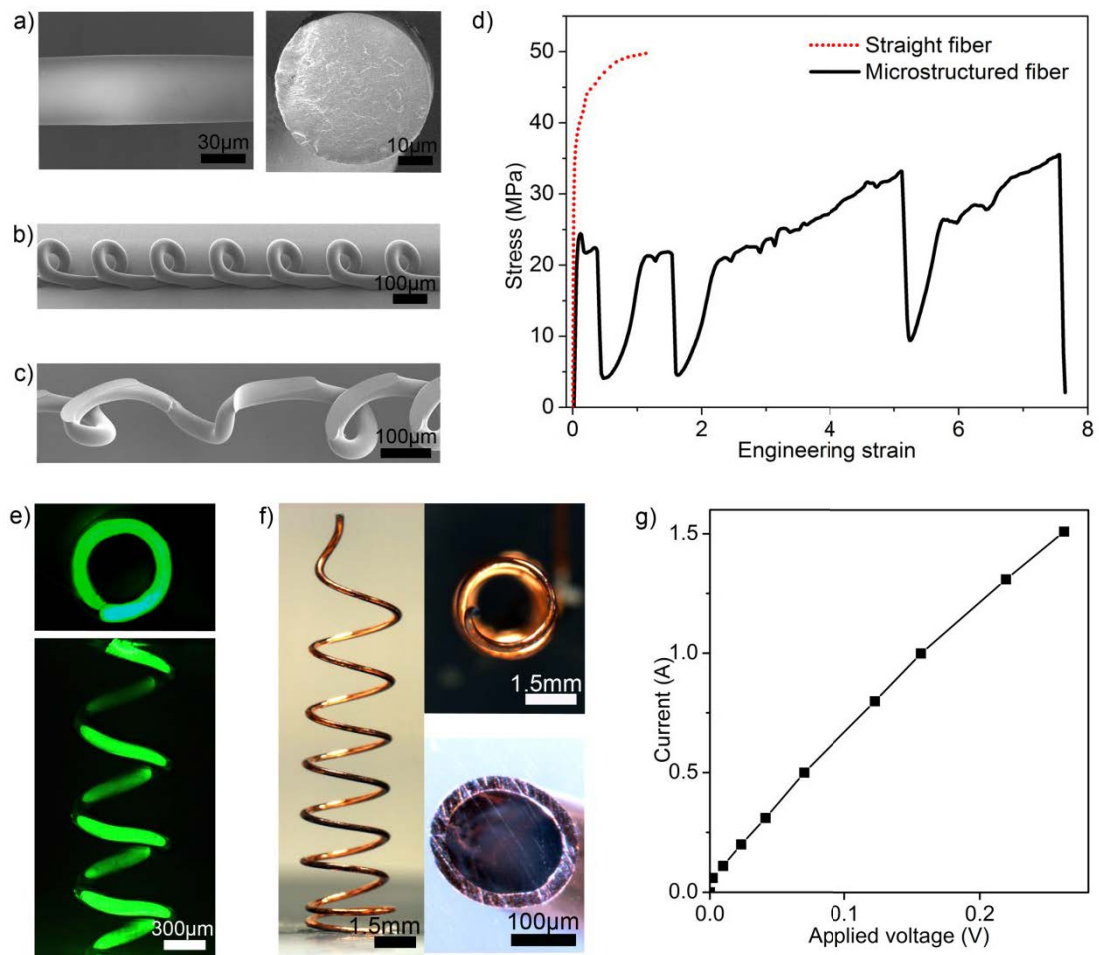 a)
30µm
10µm
b)
100µm
c)
100µm
d)
Straight fiber
Microstructured fiber
Stress (MPa)
50
40
30
20
10
0
0 2 4 6 8
Engineering strain
e)
300µm
f)
1.5mm
1.5mm
100µm
g)
Current (A)
1.5
1.0
0.5
0.0
0.0 0.1 0.2
Applied voltage (V)